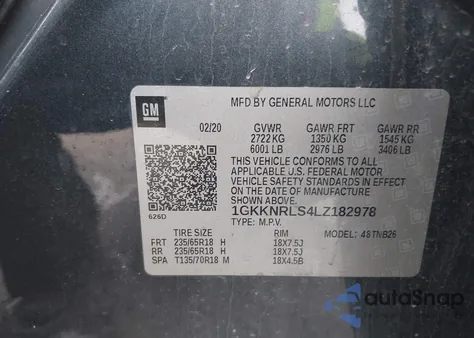 GM
MFD BY GENERAL MOTORS LLC
02/20 GVWR GAWR FRT GAWR RR
2722 KG 1350 KG 1545 KG
6001 LB 2976 LB 3406 LB
THIS VEHICLE CONFORMS TO ALL
APPLICABLE U.S. FEDERAL MOTOR
VEHICLE SAFETY STANDARDS IN EFFECT
ON THE DATE OF MANUFACTURE
SHOWN ABOVE.
1GKKNRLS4LZ182978
626D TYPE: M.P.V.
TIRE SIZE RIM MODEL: 48TNB26
FRT 235/65R18 H 18X7.5J
RR 235/65R18 H 18X7.5J
SPA T135/70R18 M 18X4.5B
autoSnap